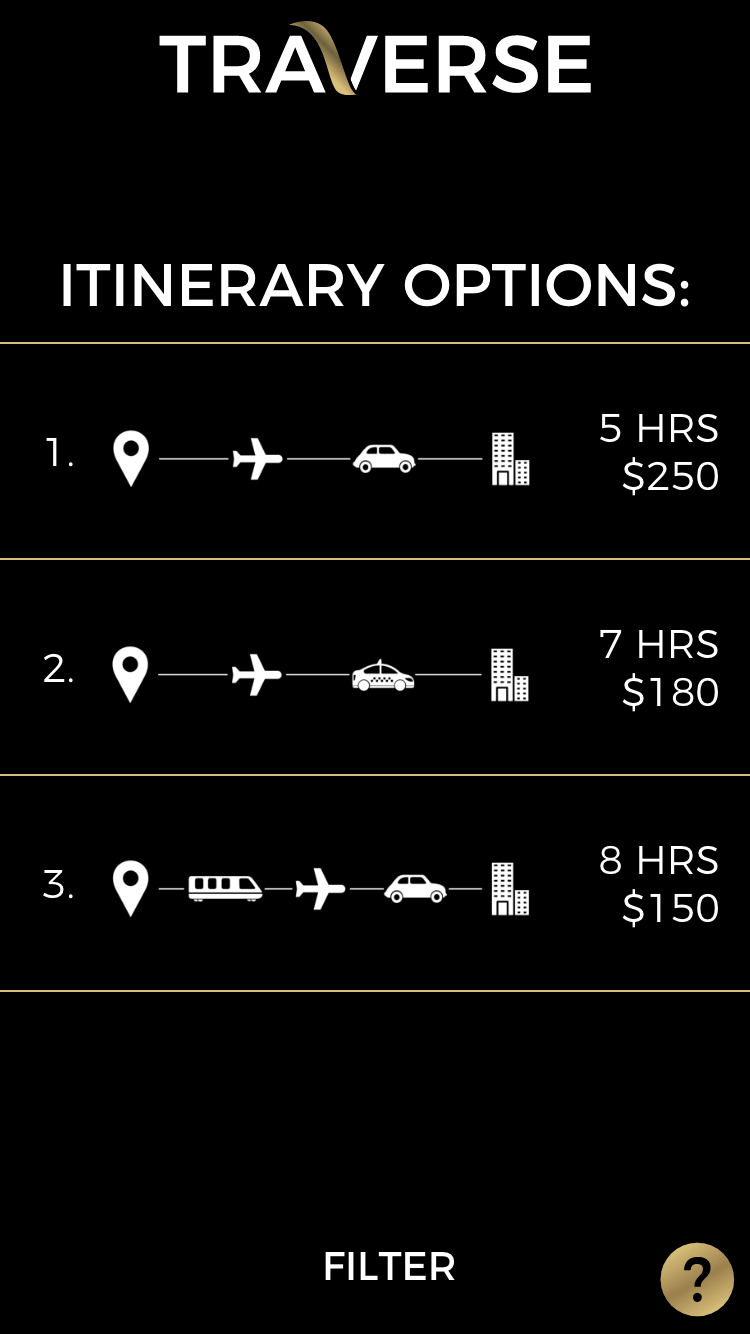 TRAVERSE
ITINERARY OPTIONS:
1.
5 HRS
$250
2.
7 HRS
$180
3.
8 HRS
$150
FILTER
?